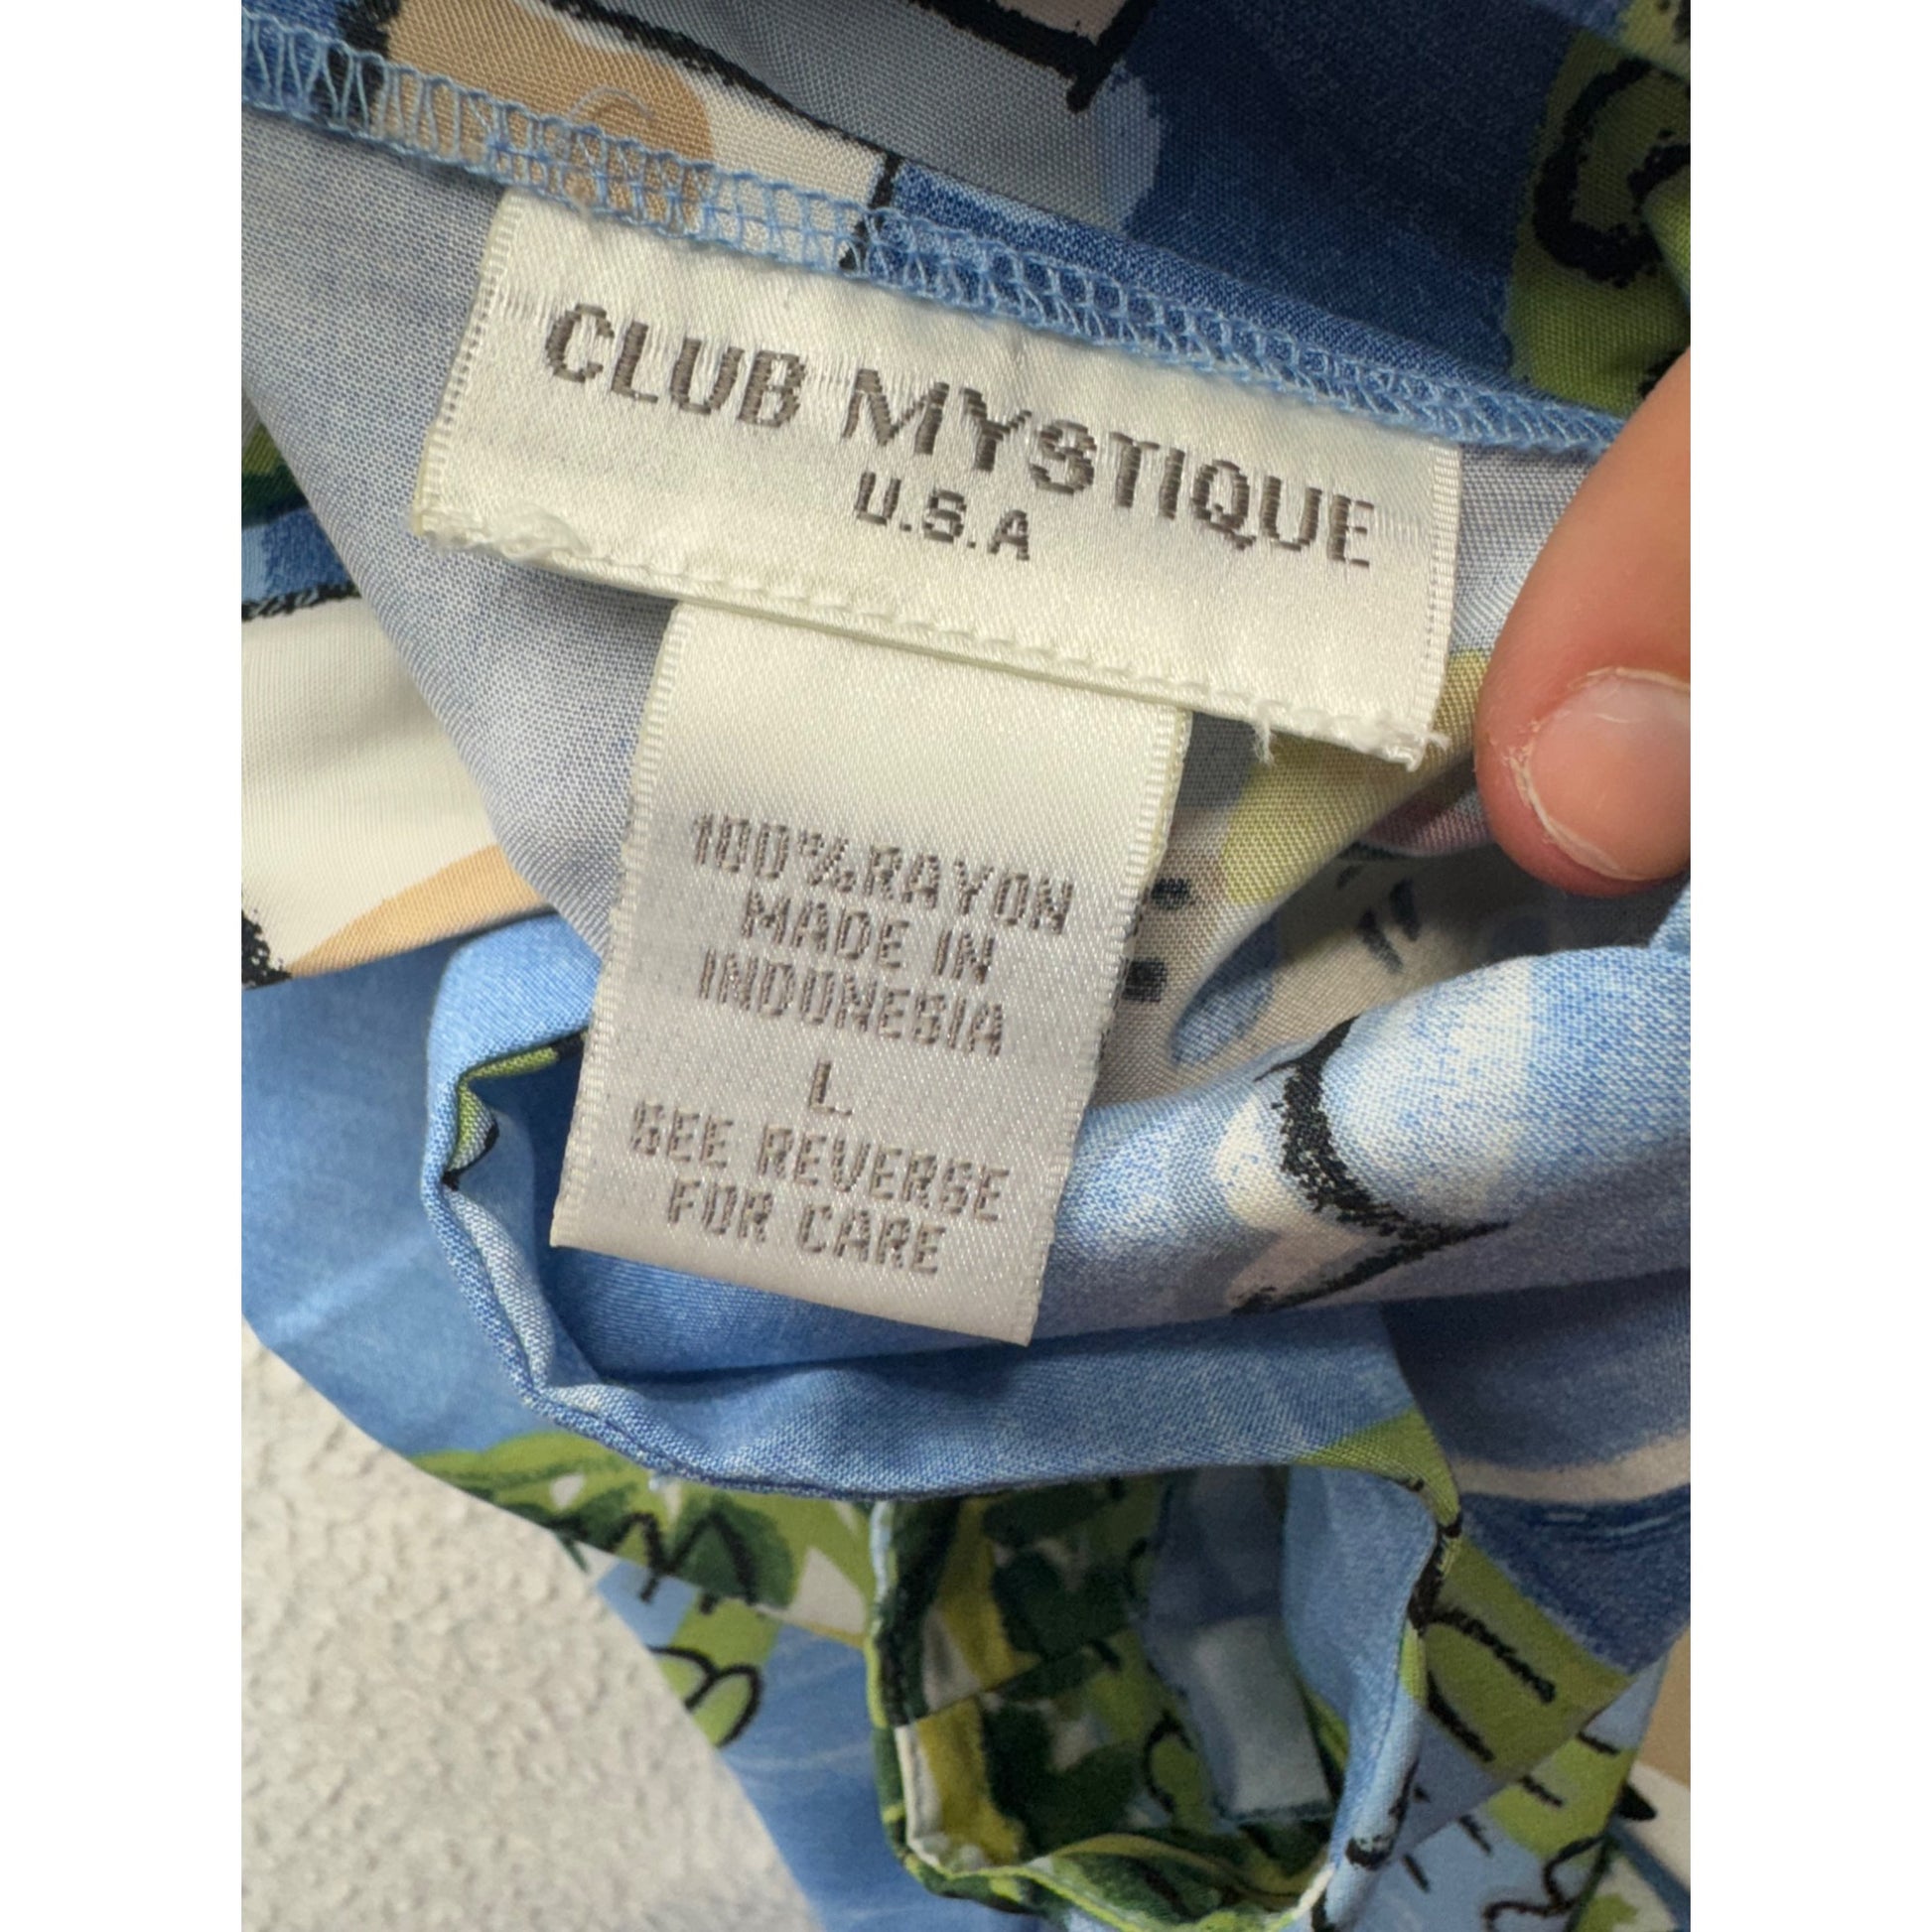 CLUB MYSTIQUE
U.S.A
100%RAYON
MADE IN
INDONESIA
L
SEE REVERSE
FOR CARE